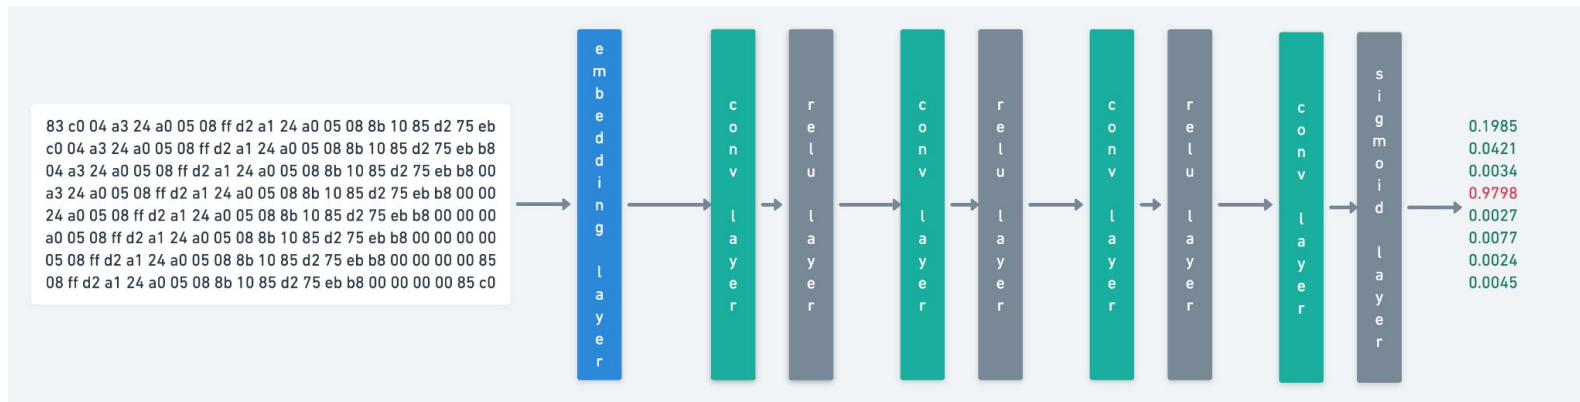 83 c0 04 a3 24 a0 05 08 ff d2 a1 24 a0 05 08 8b 10 85 d2 75 eb
c0 04 a3 24 a0 05 08 ff d2 a1 24 a0 05 08 8b 10 85 d2 75 eb b8
04 a3 24 a0 05 08 ff d2 a1 24 a0 05 08 8b 10 85 d2 75 eb b8 00
a3 24 a0 05 08 ff d2 a1 24 a0 05 08 8b 10 85 d2 75 eb b8 00 00
24 a0 05 08 ff d2 a1 24 a0 05 08 8b 10 85 d2 75 eb b8 00 00 00
a0 05 08 ff d2 a1 24 a0 05 08 8b 10 85 d2 75 eb b8 00 00 00 00
05 08 ff d2 a1 24 a0 05 08 8b 10 85 d2 75 eb b8 00 00 00 00 85
08 ff d2 a1 24 a0 05 08 8b 10 85 d2 75 eb b8 00 00 00 00 85 c0
embedding layer
conv layer
relu layer
conv layer
relu layer
conv layer
relu layer
conv layer
sigmoid layer
0.1985
0.0421
0.0034
0.9798
0.0027
0.0077
0.0024
0.0045